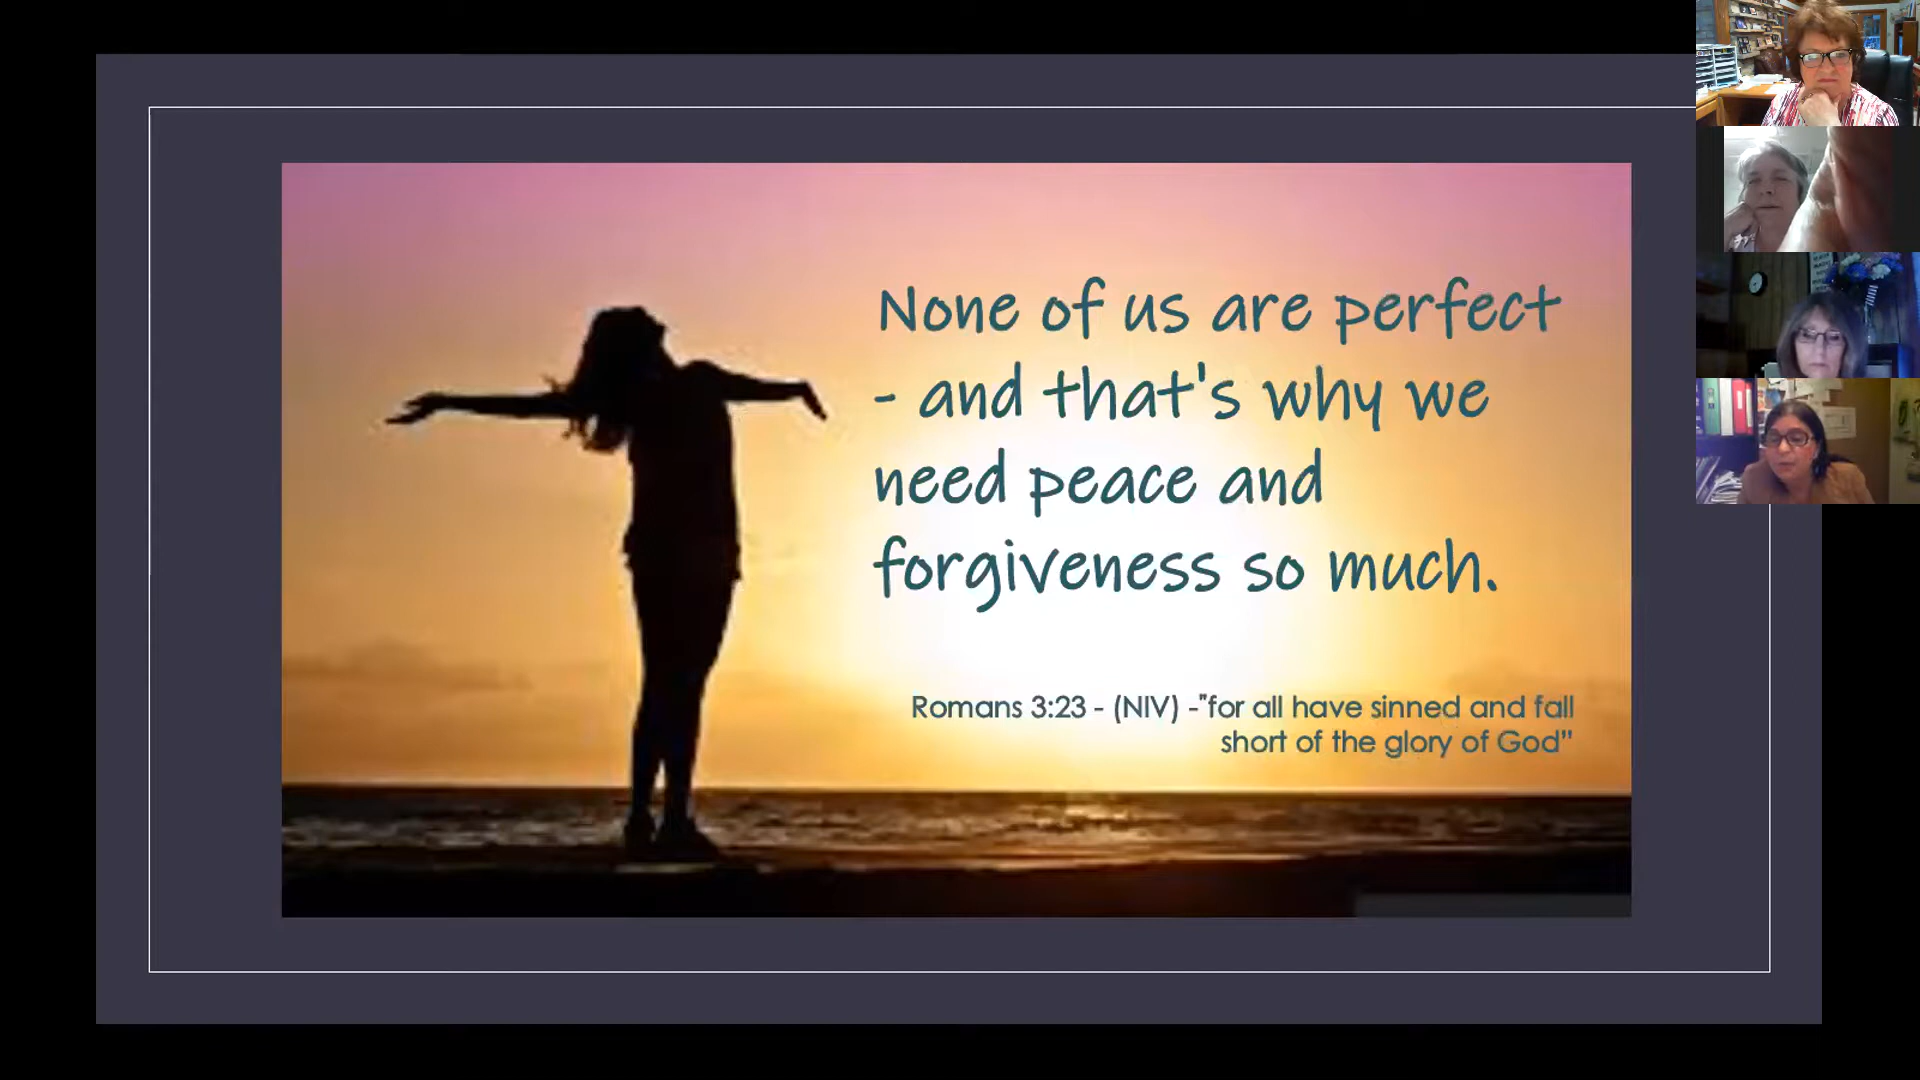 None of us are perfect
- and that's why we
need peace and
forgiveness so much.
Romans 3:23 - (NIV) -"for all have sinned and fall
short of the glory of God"